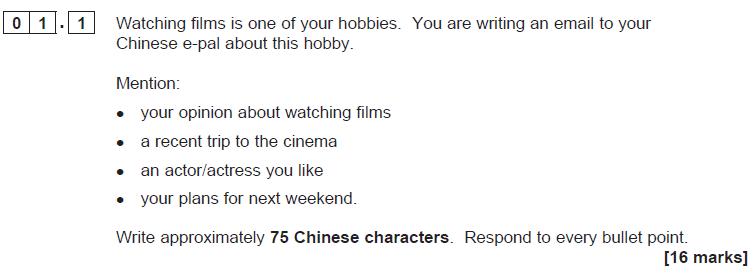 01.1 Watching films is one of your hobbies. You are writing an email to your
Chinese e-pal about this hobby.
Mention:
• your opinion about watching films
• a recent trip to the cinema
• an actor/actress you like
• your plans for next weekend.
Write approximately 75 Chinese characters. Respond to every bullet point.
[16 marks]